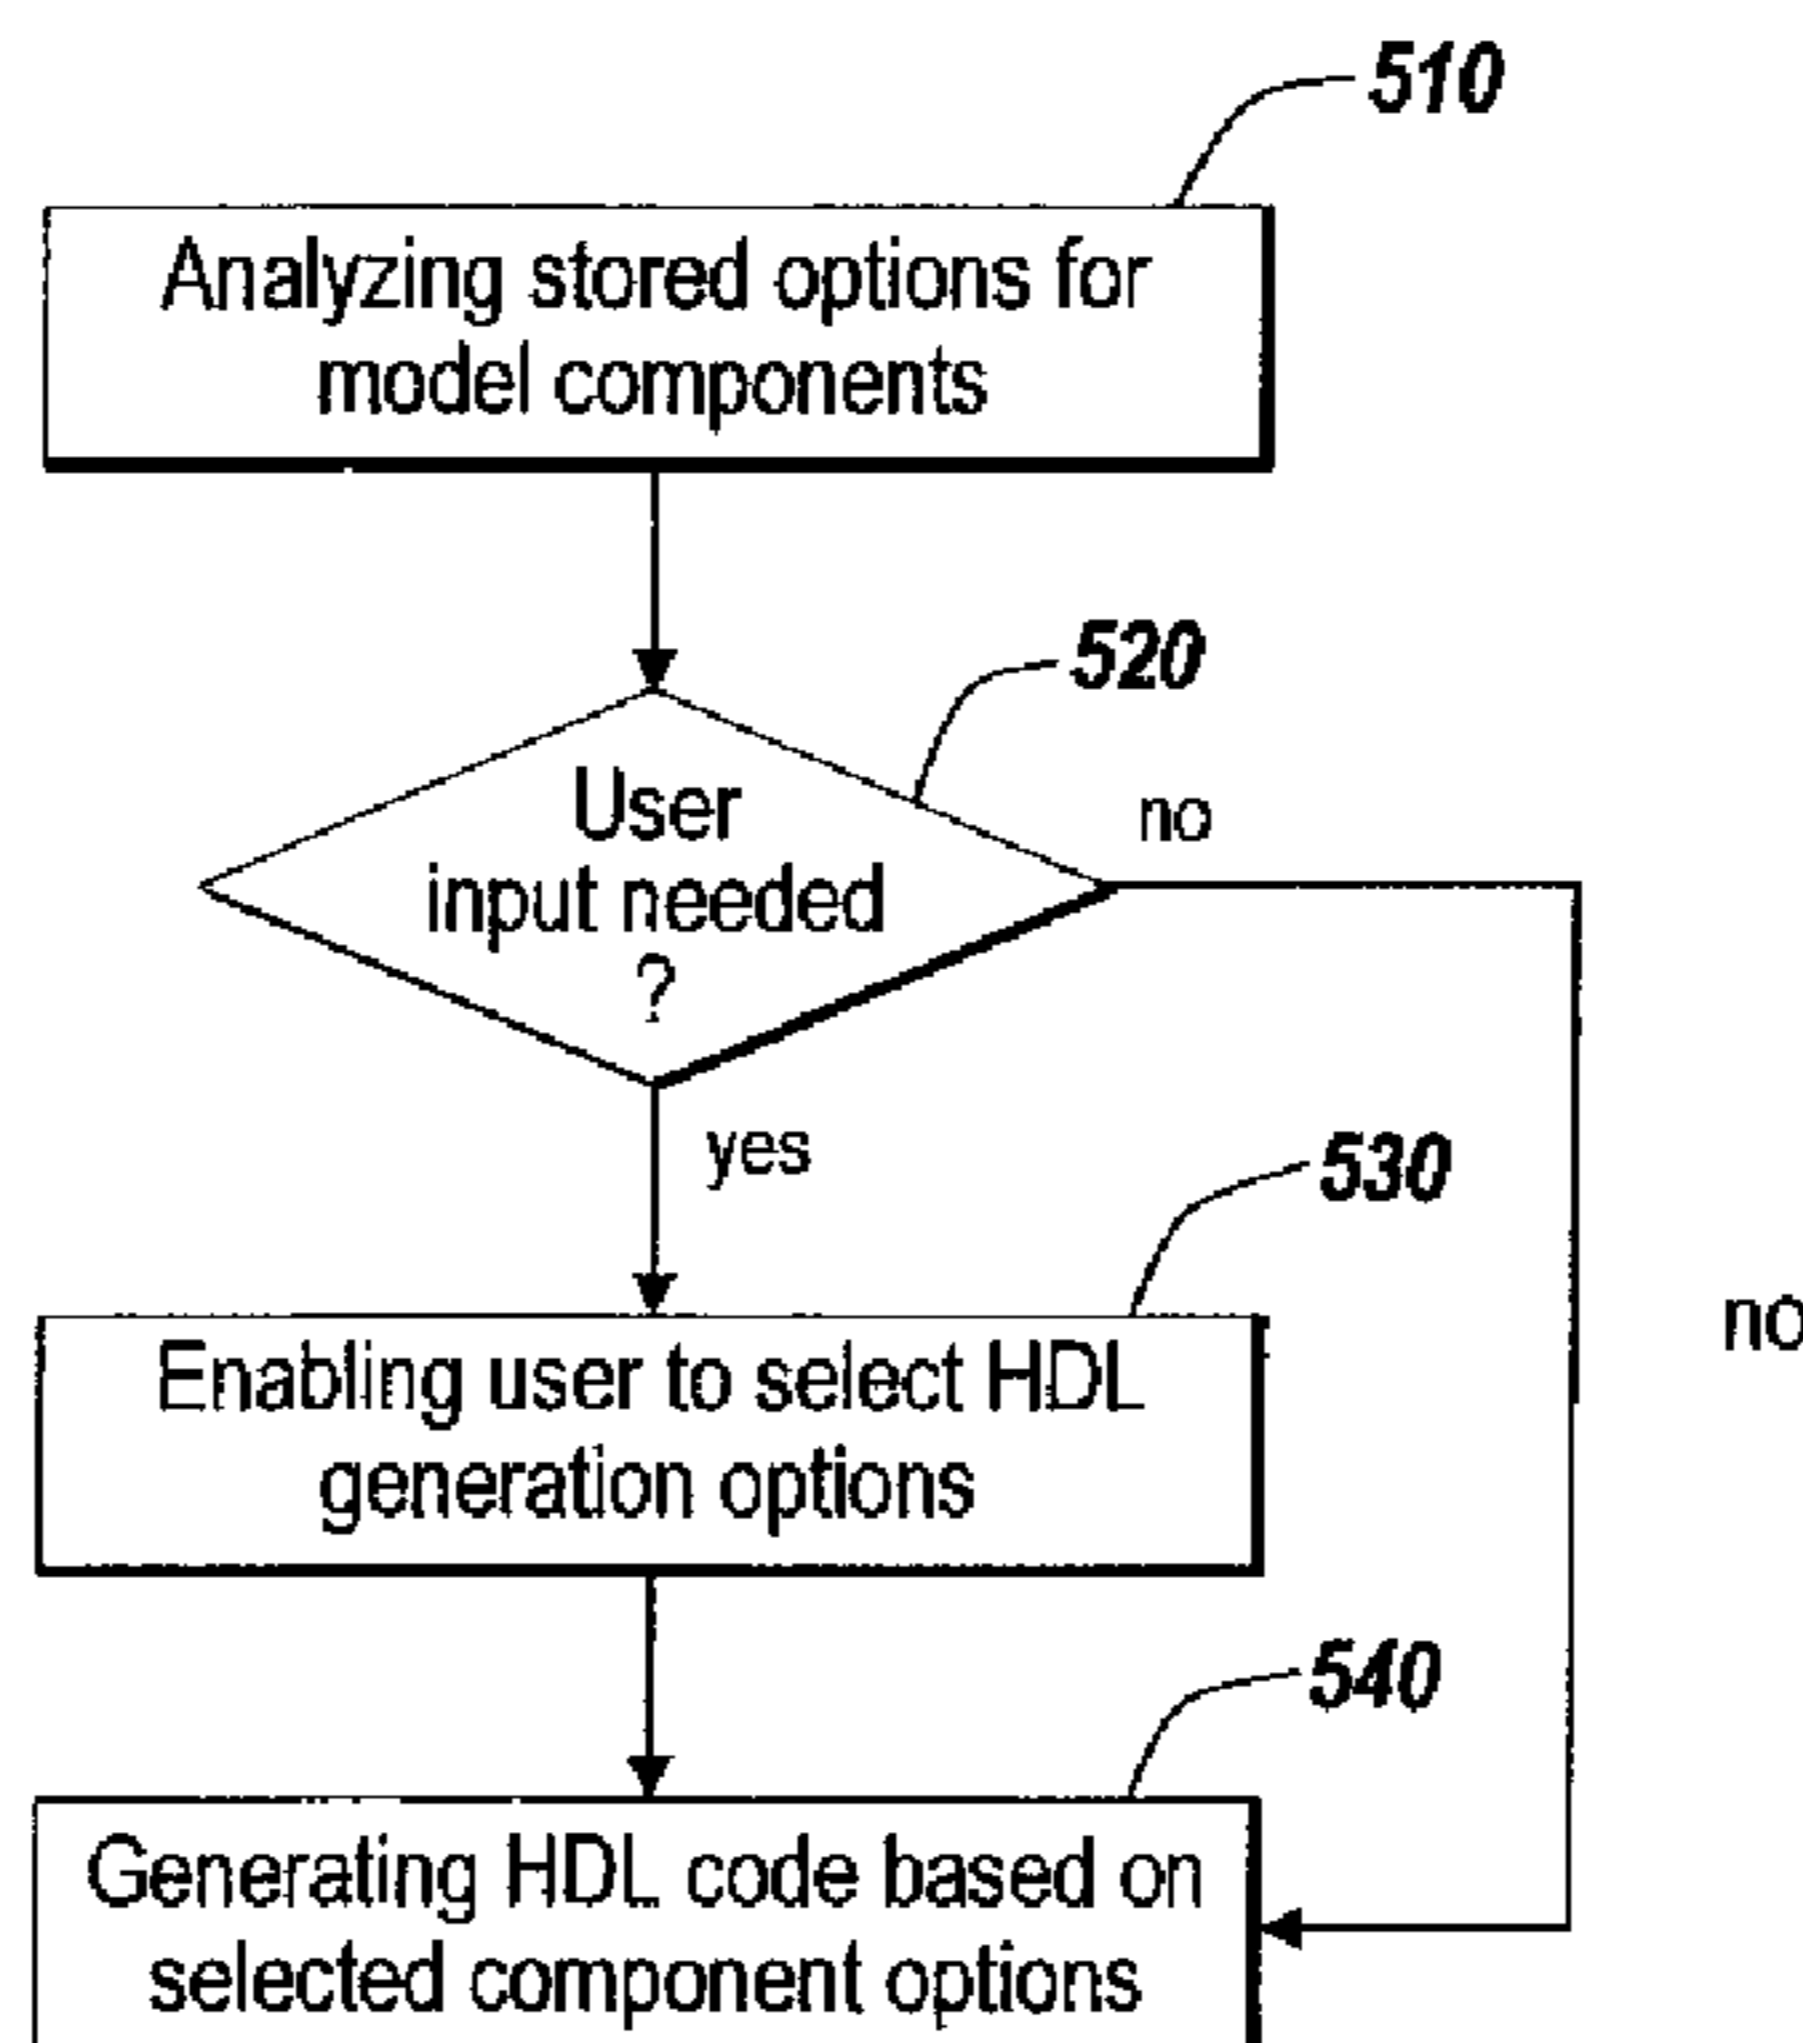 510
Analyzing stored options for
model components
520
User
input needed
?
no
yes
530
Enabling user to select HDL
generation options
no
540
Generating HDL code based on
selected component options